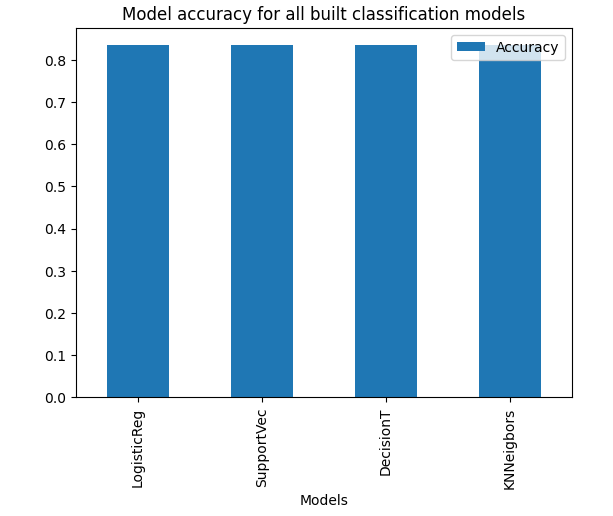 Model accuracy for all built classification models
Accuracy
0.8
0.7
0.6
0.5
0.4
0.3
0.2
0.1
0.0
LogisticReg
SupportVec
DecisionT
KNNeigbors
Models